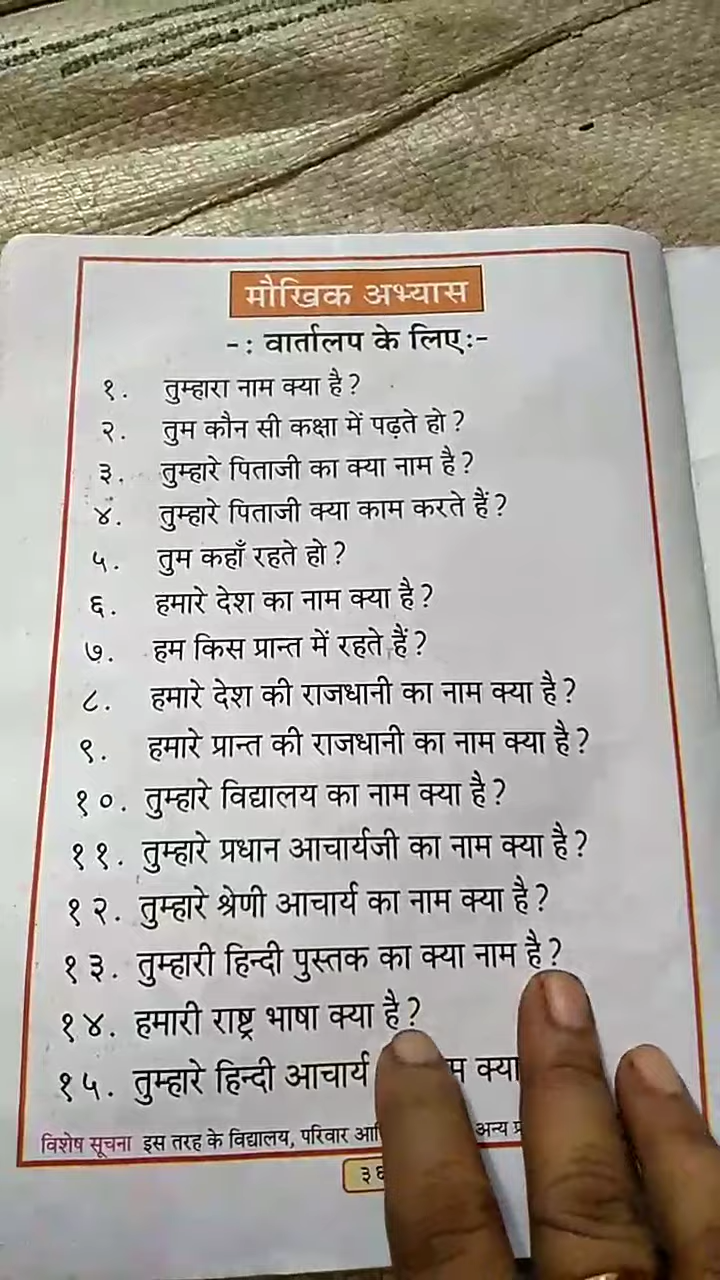 मौखिक अभ्यास
-: वार्तालप के लिए:-
१. तुम्हारा नाम क्या है?
२. तुम कौन सी कक्षा में पढ़ते हो?
३. तुम्हारे पिताजी का क्या नाम है?
४. तुम्हारे पिताजी क्या काम करते हैं?
५. तुम कहाँ रहते हो?
६. हमारे देश का नाम क्या है?
७. हम किस प्रान्त में रहते हैं?
८. हमारे देश की राजधानी का नाम क्या है?
९. हमारे प्रान्त की राजधानी का नाम क्या है?
१०. तुम्हारे विद्यालय का नाम क्या है?
११. तुम्हारे प्रधान आचार्यजी का नाम क्या है?
१२. तुम्हारे श्रेणी आचार्य का नाम क्या है?
१३. तुम्हारी हिन्दी पुस्तक का क्या नाम है?
१४. हमारी राष्ट्र भाषा क्या है?
१५. तुम्हारे हिन्दी आचार्य क्या
विशेष सूचना इस तरह के विद्यालय, परिवार अन्य